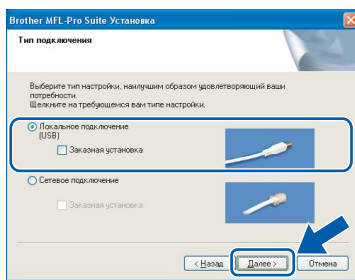 Brother MFL-Pro Suite Установка
Тип подключения
Выберите тип настройки, наилучшим образом удовлетворяющий ваши
потребности.
Щелкните на требующемся вам типе настройки.
Локальное подключение
(USB)
Заказная установка
Сетевое подключение
Заказная установка
< Назад
Далее >
Отмена